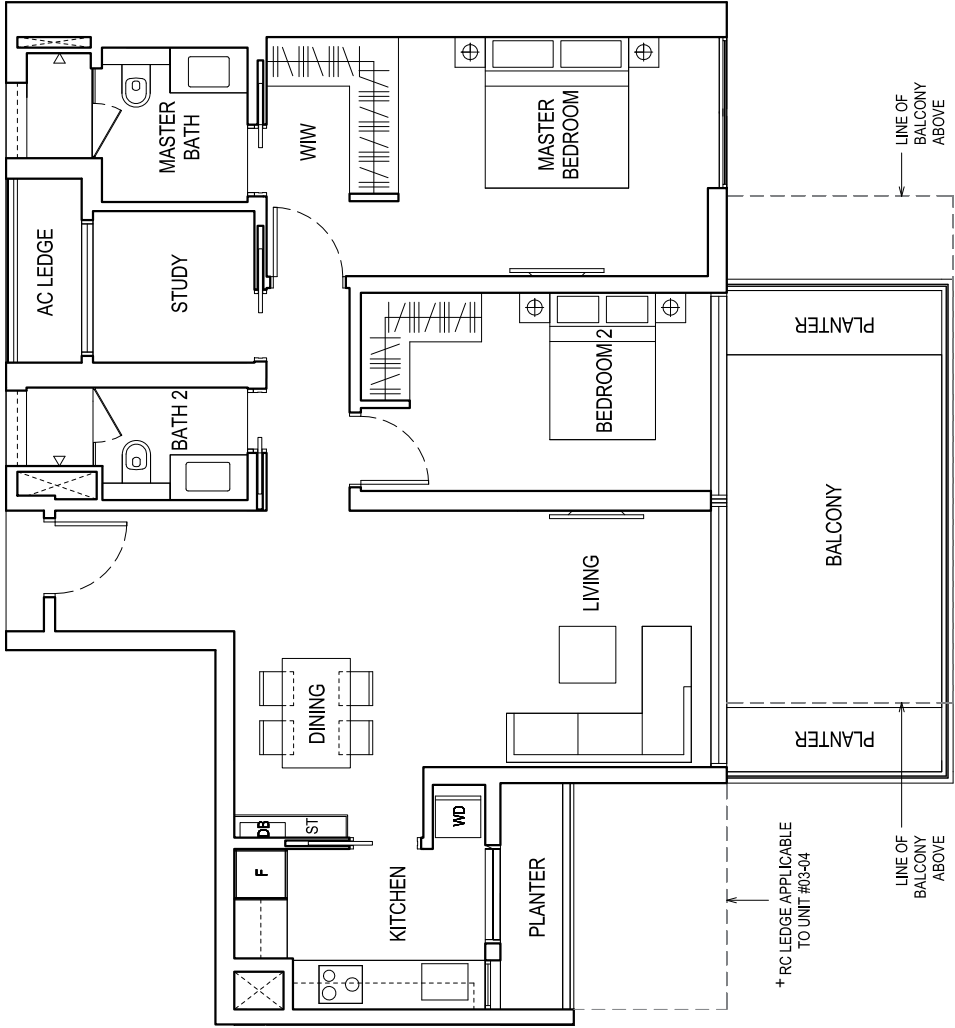 MASTER
BATH
WIW
MASTER
BEDROOM
LINE OF
BALCONY
ABOVE
AC LEDGE
STUDY
BATH 2
BEDROOM 2
PLANTER
BALCONY
LIVING
DINING
PLANTER
DB
ST
WD
F
KITCHEN
PLANTER
+ RC LEDGE APPLICABLE
TO UNIT #03-04
LINE OF
BALCONY
ABOVE